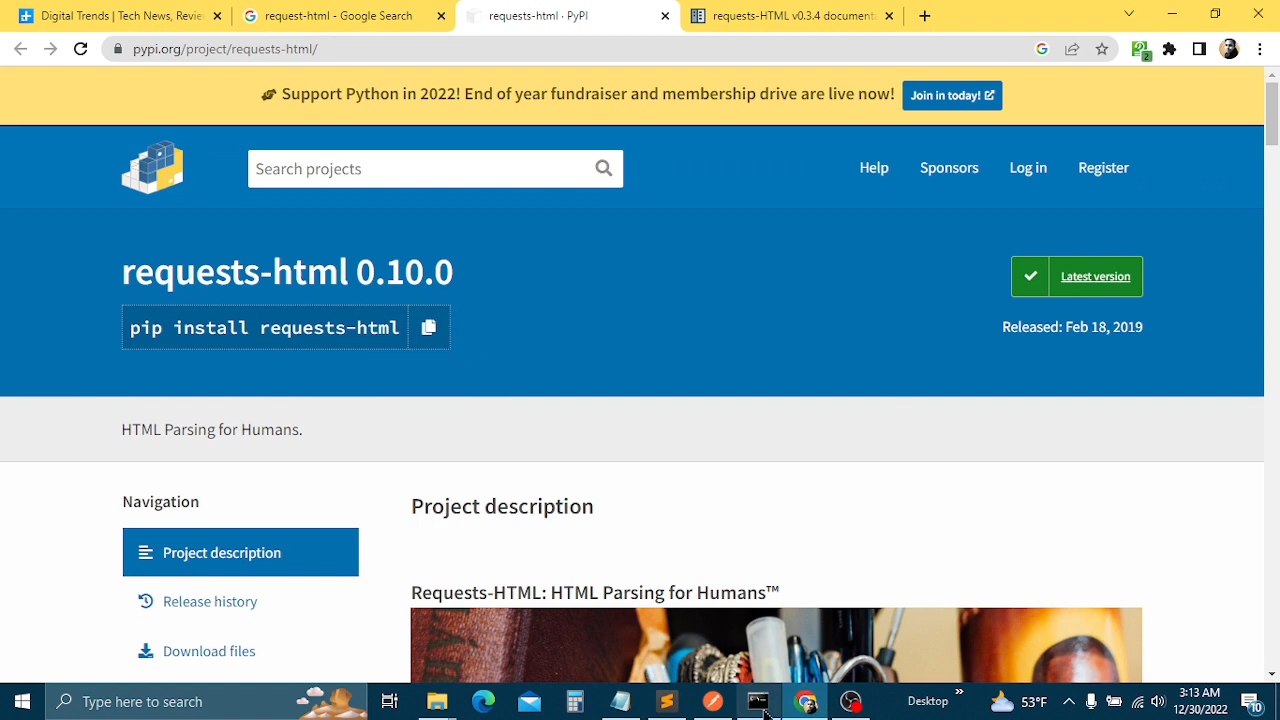 Digital Trends | Tech News, Revie
request-html - Google Search
requests-html · PyPI
requests-HTML v0.3.4 documenta
pypi.org/project/requests-html/
2
Support Python in 2022! End of year fundraiser and membership drive are live now!
Join in today!
Search projects
Help
Sponsors
Log in
Register
requests-html 0.10.0
Latest version
pip install requests-html
Released: Feb 18, 2019
HTML Parsing for Humans.
Navigation
Project description
Project description
Requests-HTML: HTML Parsing for Humans™
Release history
Download files
Type here to search
Desktop
53°F
3:13 AM
12/30/2022
10